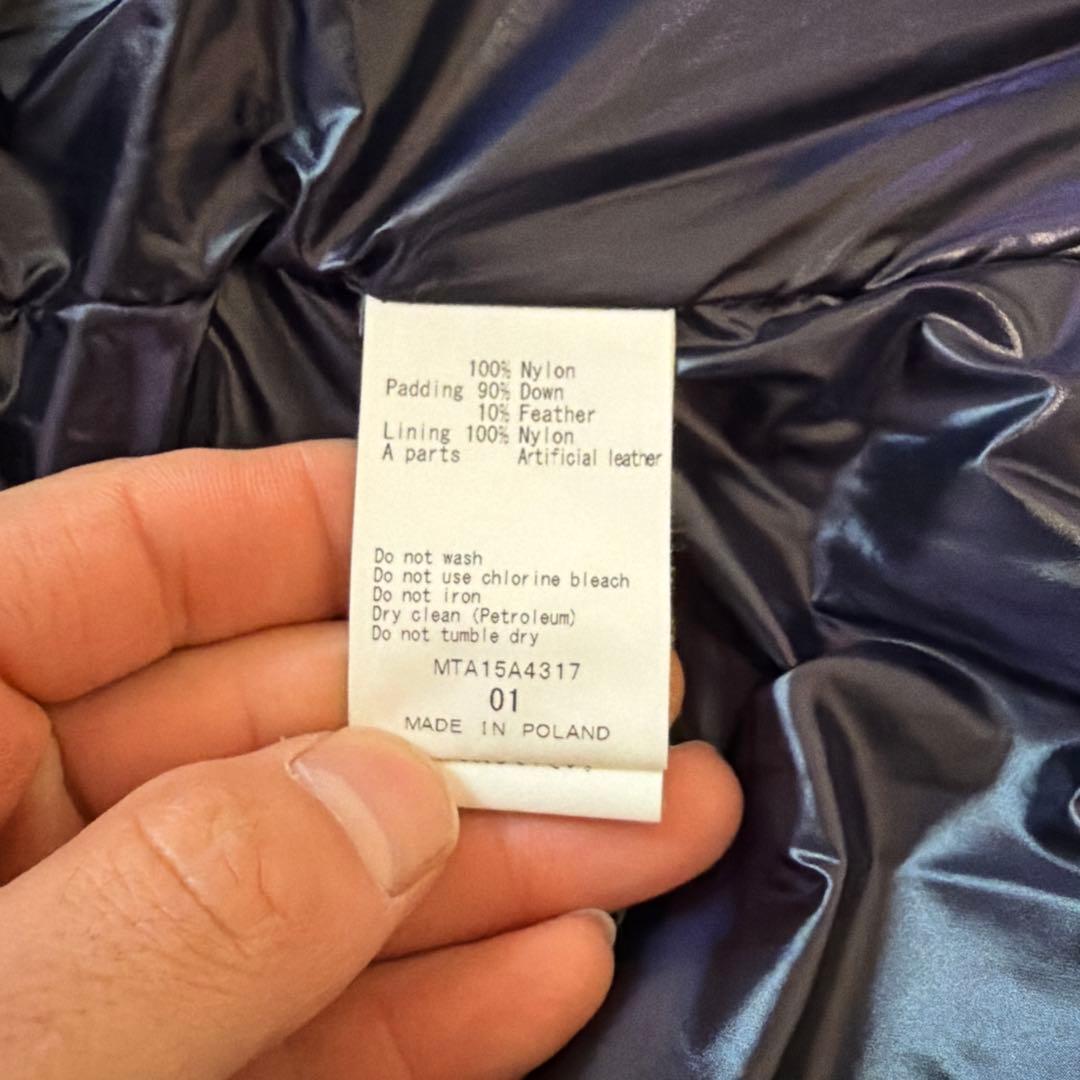 100% Nylon
Padding 90% Down
10% Feather
Lining 100% Nylon
A parts Artificial leather
Do not wash
Do not use chlorine bleach
Do not iron
Dry clean (Petroleum)
Do not tumble dry
MTA15A4317
01
MADE IN POLAND